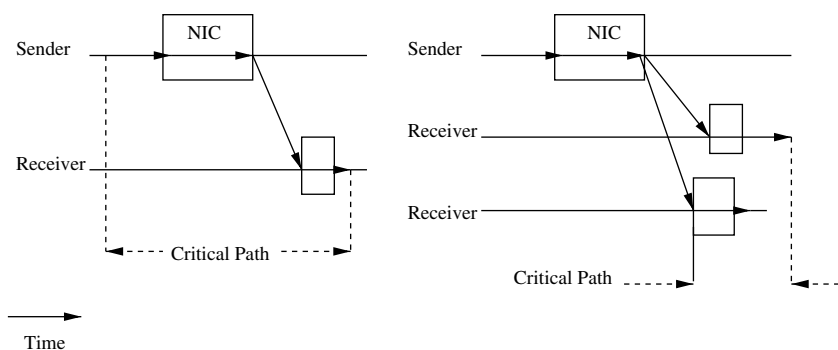 Sender
NIC
Receiver
Critical Path
Time
Sender
NIC
Receiver
Receiver
Critical Path